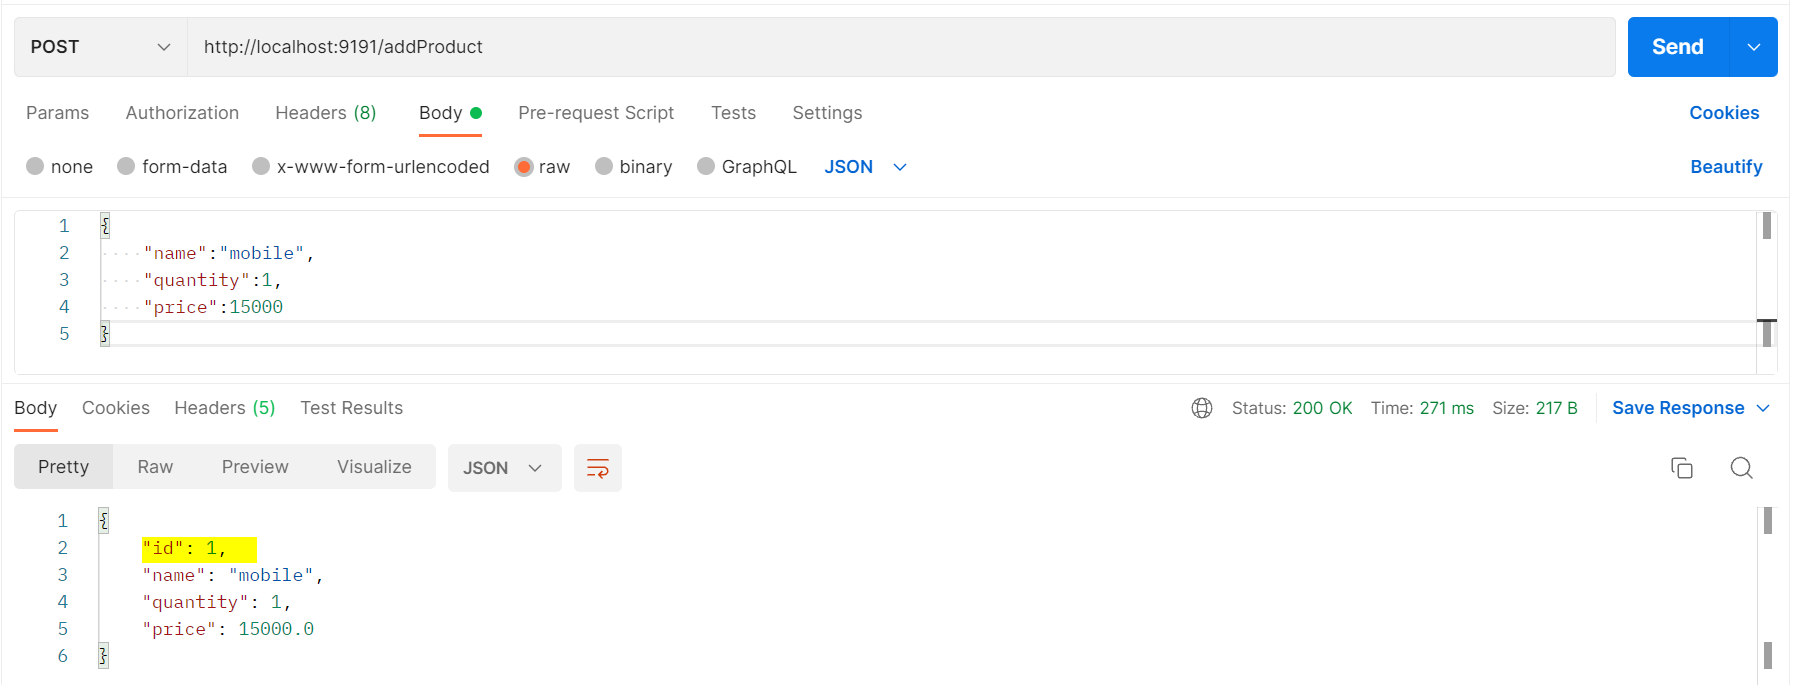 POST http://localhost:9191/addProduct Send
Params Authorization Headers (8) Body Pre-request Script Tests Settings Cookies
none form-data x-www-form-urlencoded raw binary GraphQL JSON Beautify
1 {
2 "name":"mobile",
3 "quantity":1,
4 "price":15000
5 }
Body Cookies Headers (5) Test Results Status: 200 OK Time: 271 ms Size: 217 B Save Response
Pretty Raw Preview Visualize JSON
1 {
2 "id": 1,
3 "name": "mobile",
4 "quantity": 1,
5 "price": 15000.0
6 }